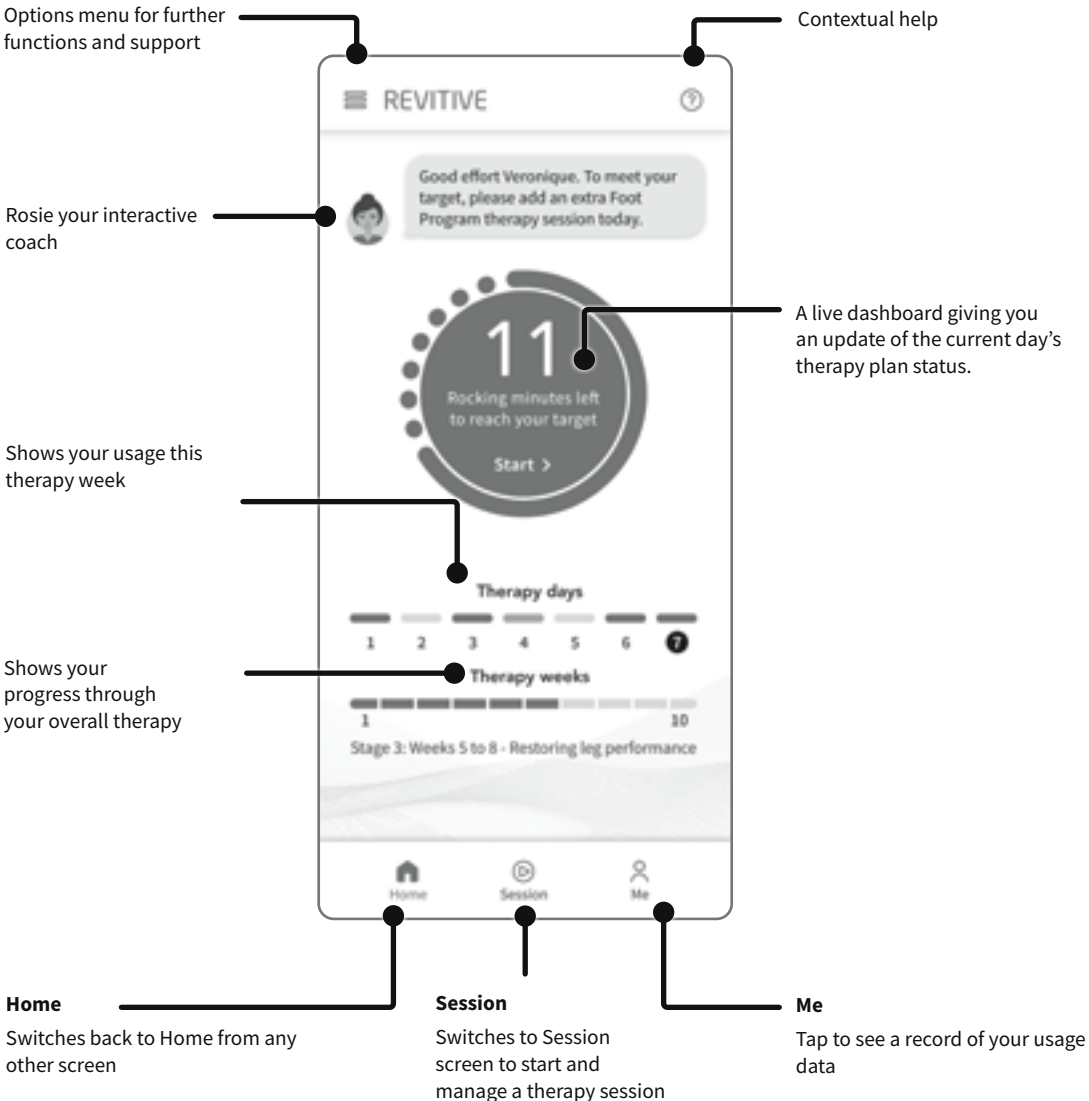 Options menu for further
functions and support
Contextual help
REVITIVE
Good effort Veronique. To meet your
target, please add an extra Foot
Program therapy session today.
Rosie your interactive
coach
11
Rocking minutes left
to reach your target
Start >
A live dashboard giving you
an update of the current day's
therapy plan status.
Shows your usage this
therapy week
Therapy days
1 2 3 4 5 6 7
Shows your
progress through
your overall therapy
Therapy weeks
1 10
Stage 3: Weeks 5 to 8 - Restoring leg performance
Home Session Me
Home
Switches back to Home from any
other screen
Session
Switches to Session
screen to start and
manage a therapy session
Me
Tap to see a record of your usage
data